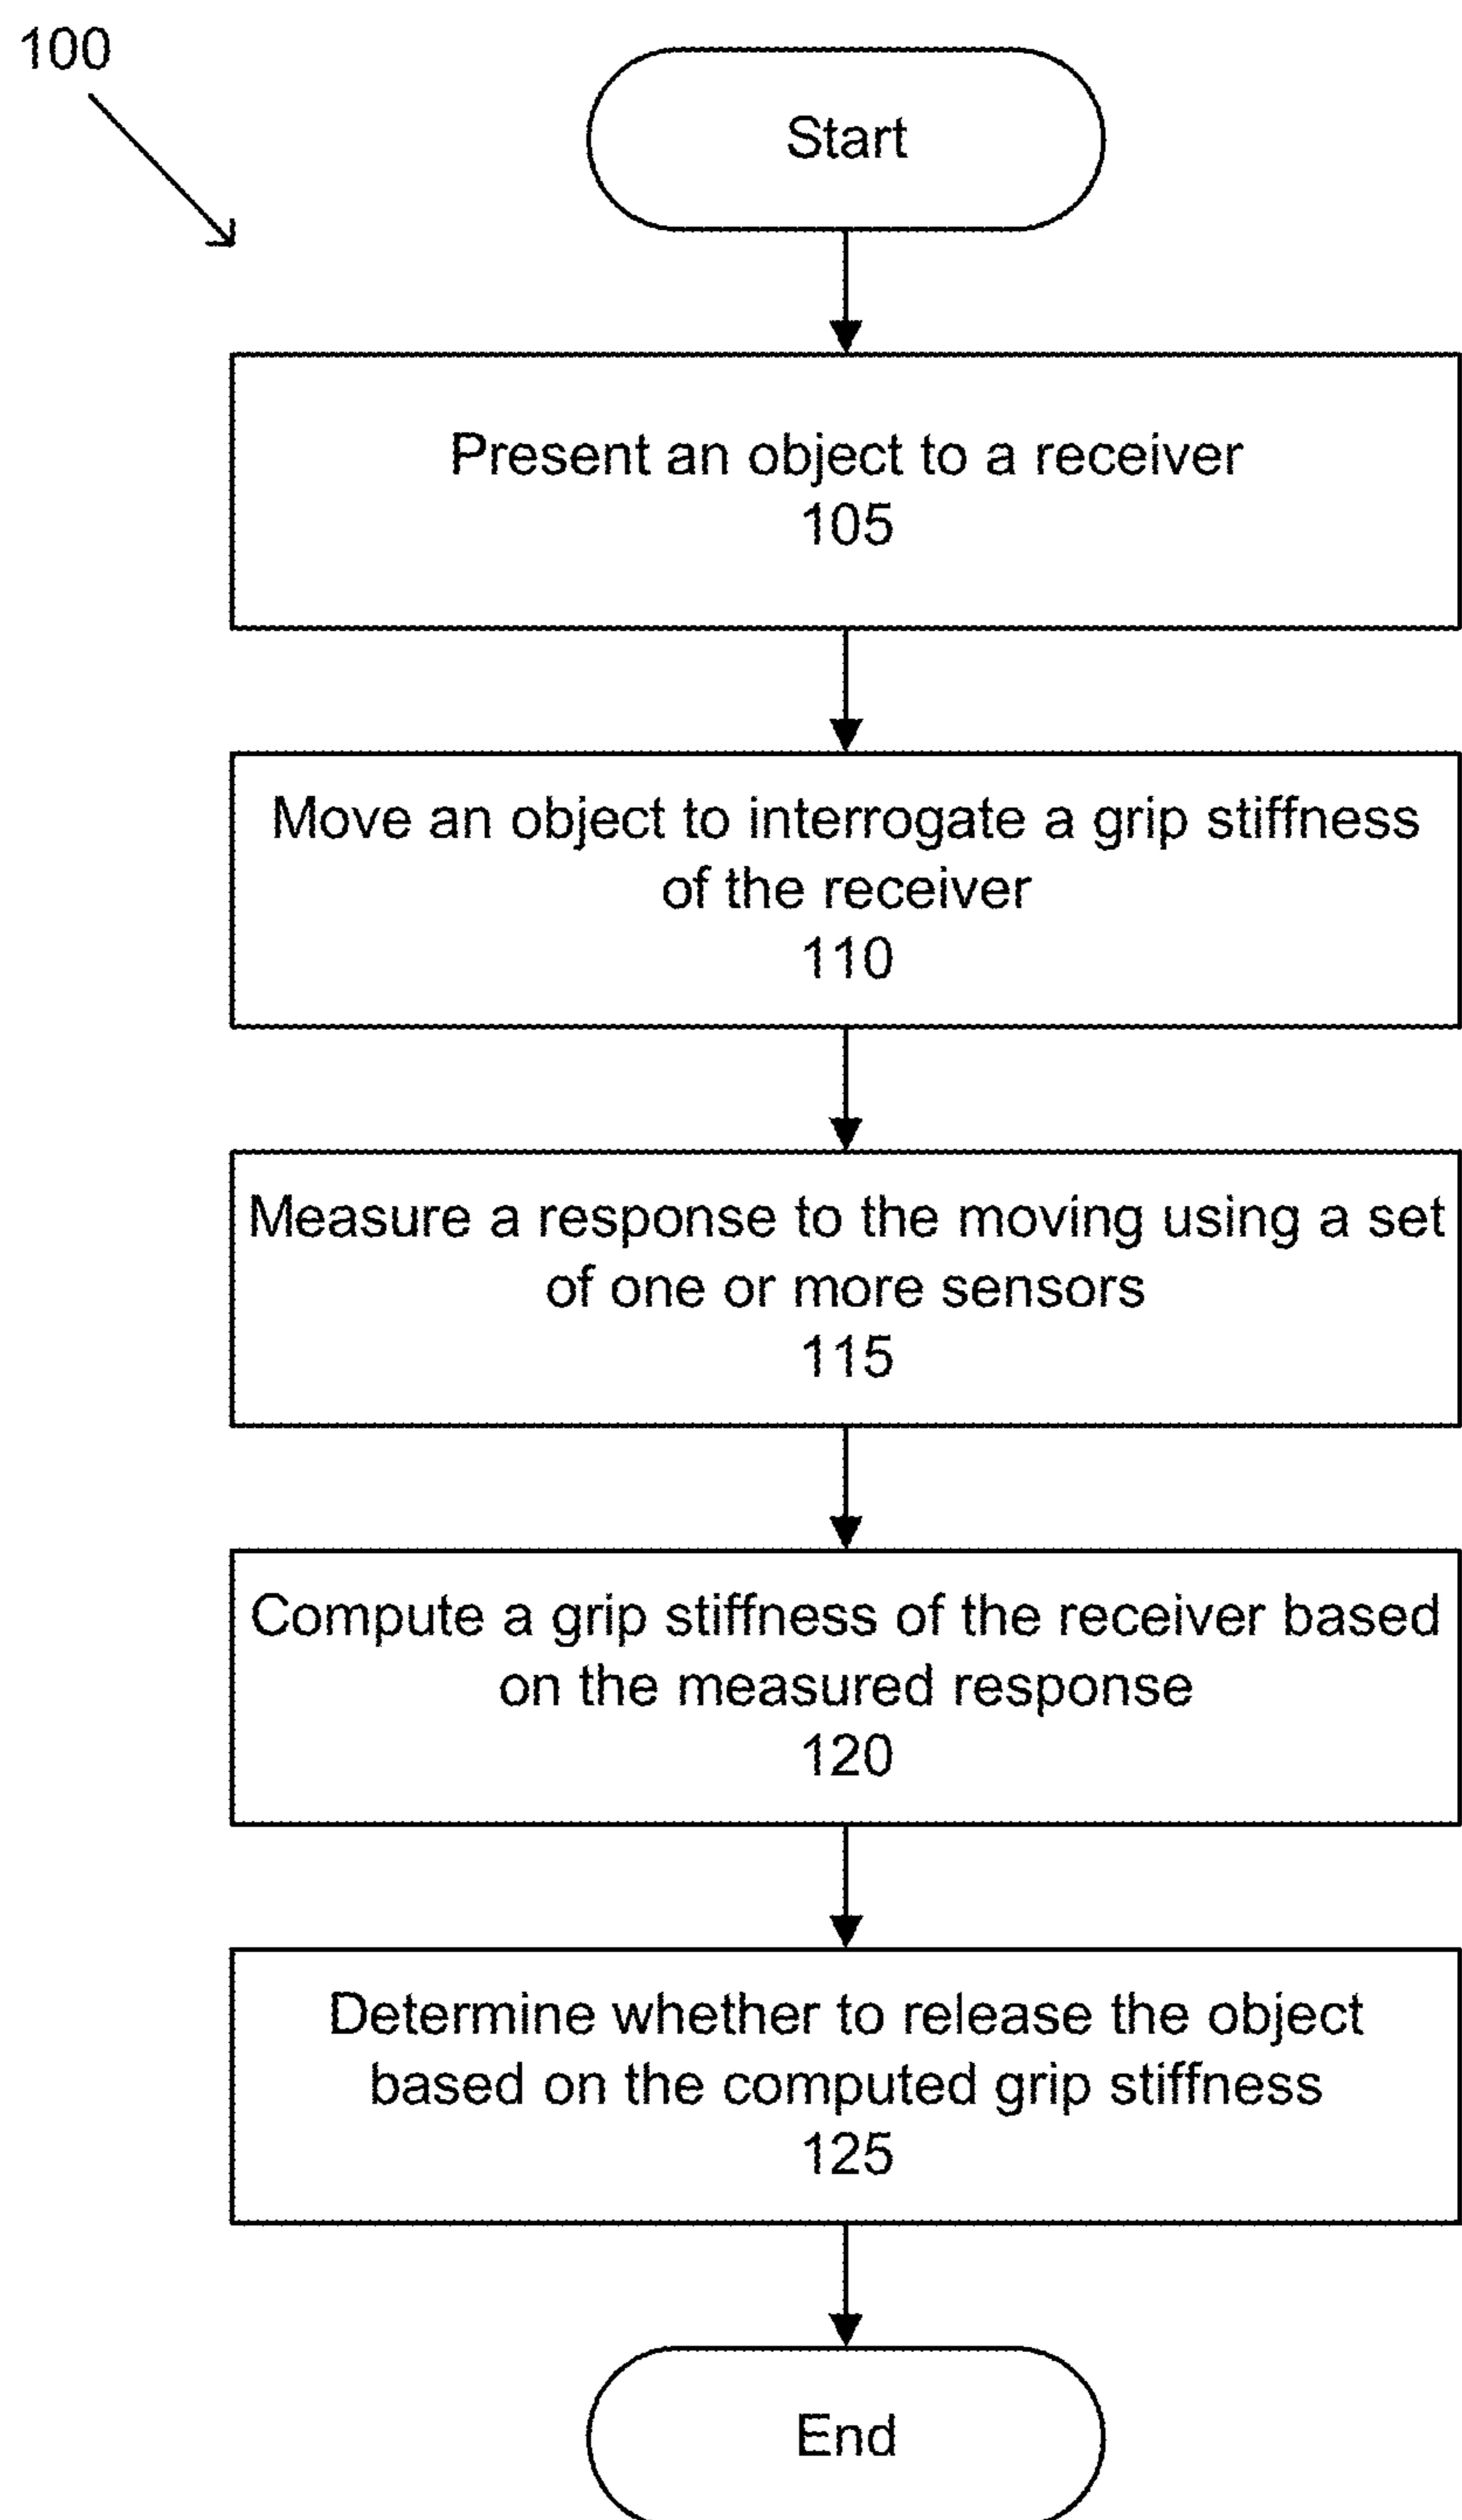 100
Start
Present an object to a receiver
105
Move an object to interrogate a grip stiffness
of the receiver
110
Measure a response to the moving using a set
of one or more sensors
115
Compute a grip stiffness of the receiver based
on the measured response
120
Determine whether to release the object
based on the computed grip stiffness
125
End